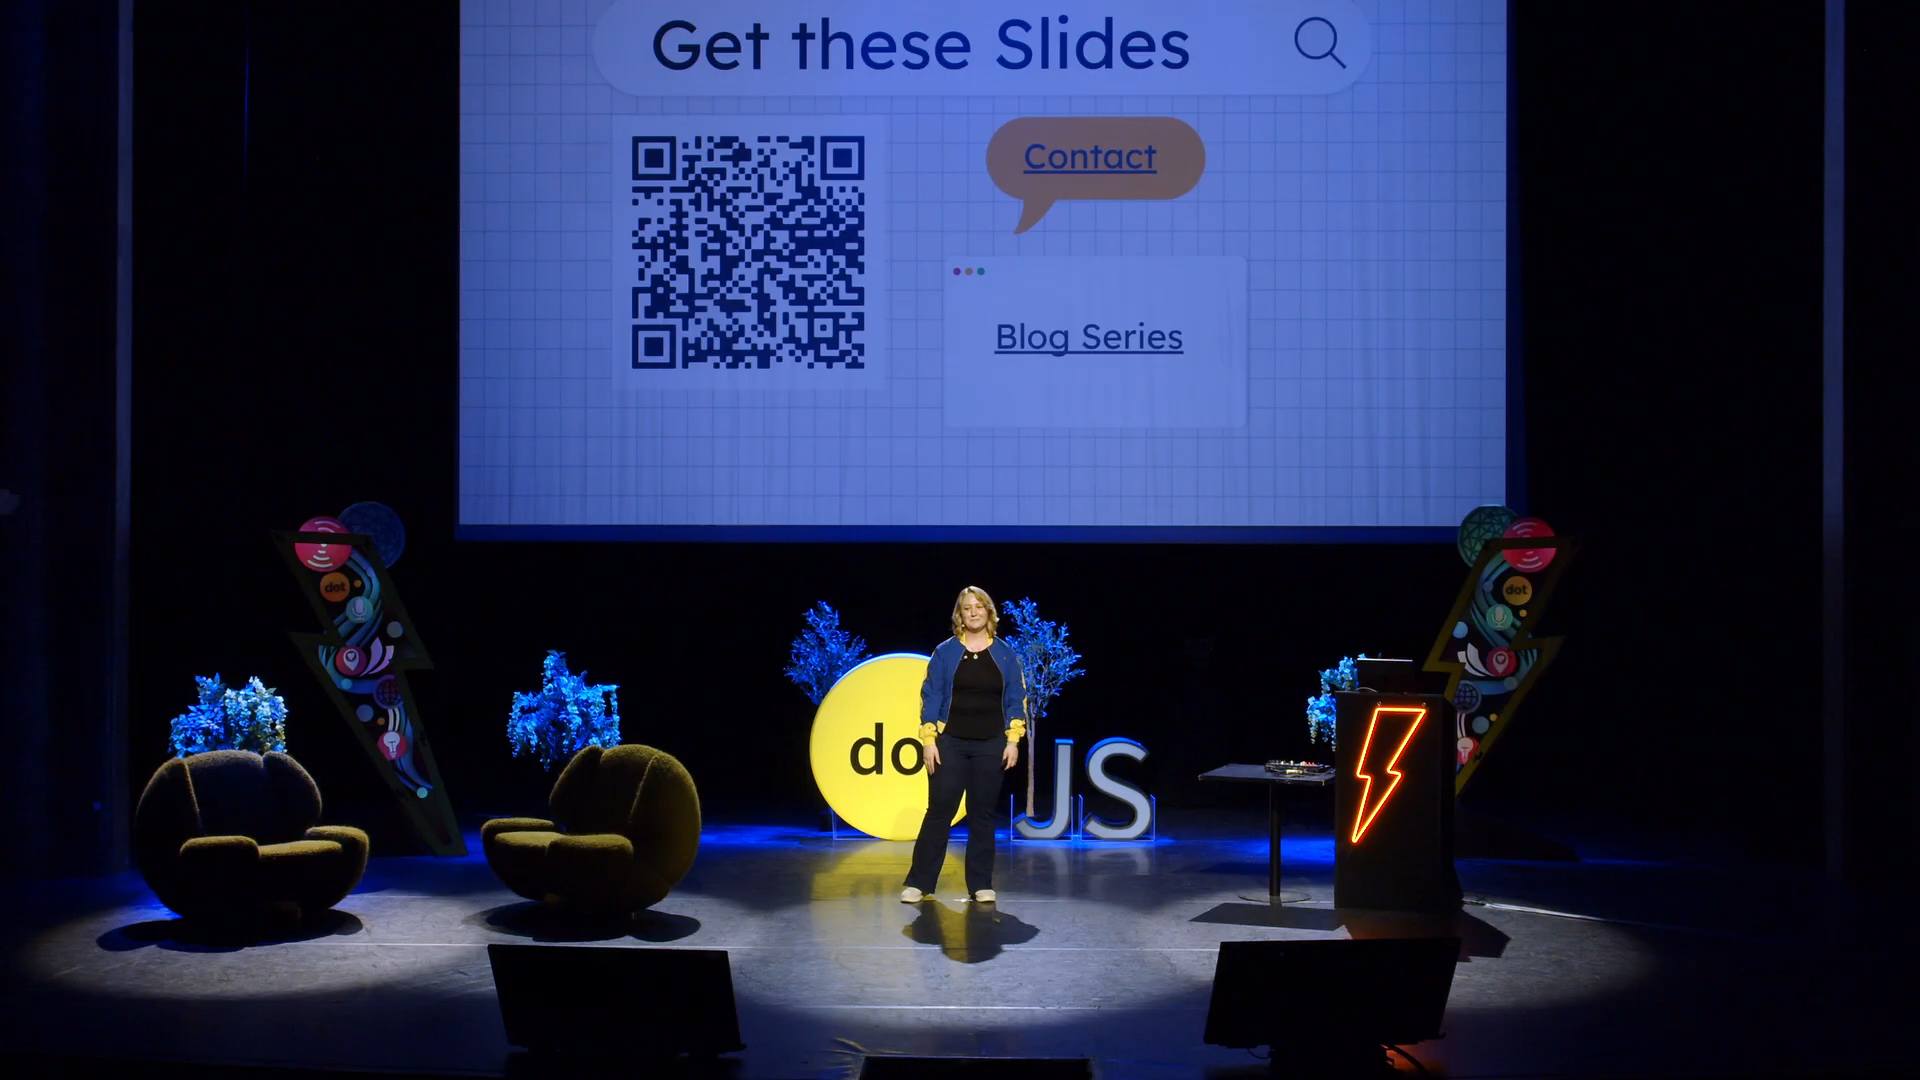 Get these Slides
Contact
Blog Series
dot
dot
do
JS